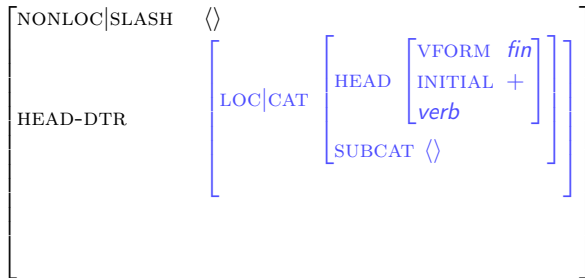 NONLOC|SLASH ⟨⟩
HEAD-DTR LOC|CAT HEAD VFORM fin
INITIAL +
verb
SUBCAT ⟨⟩